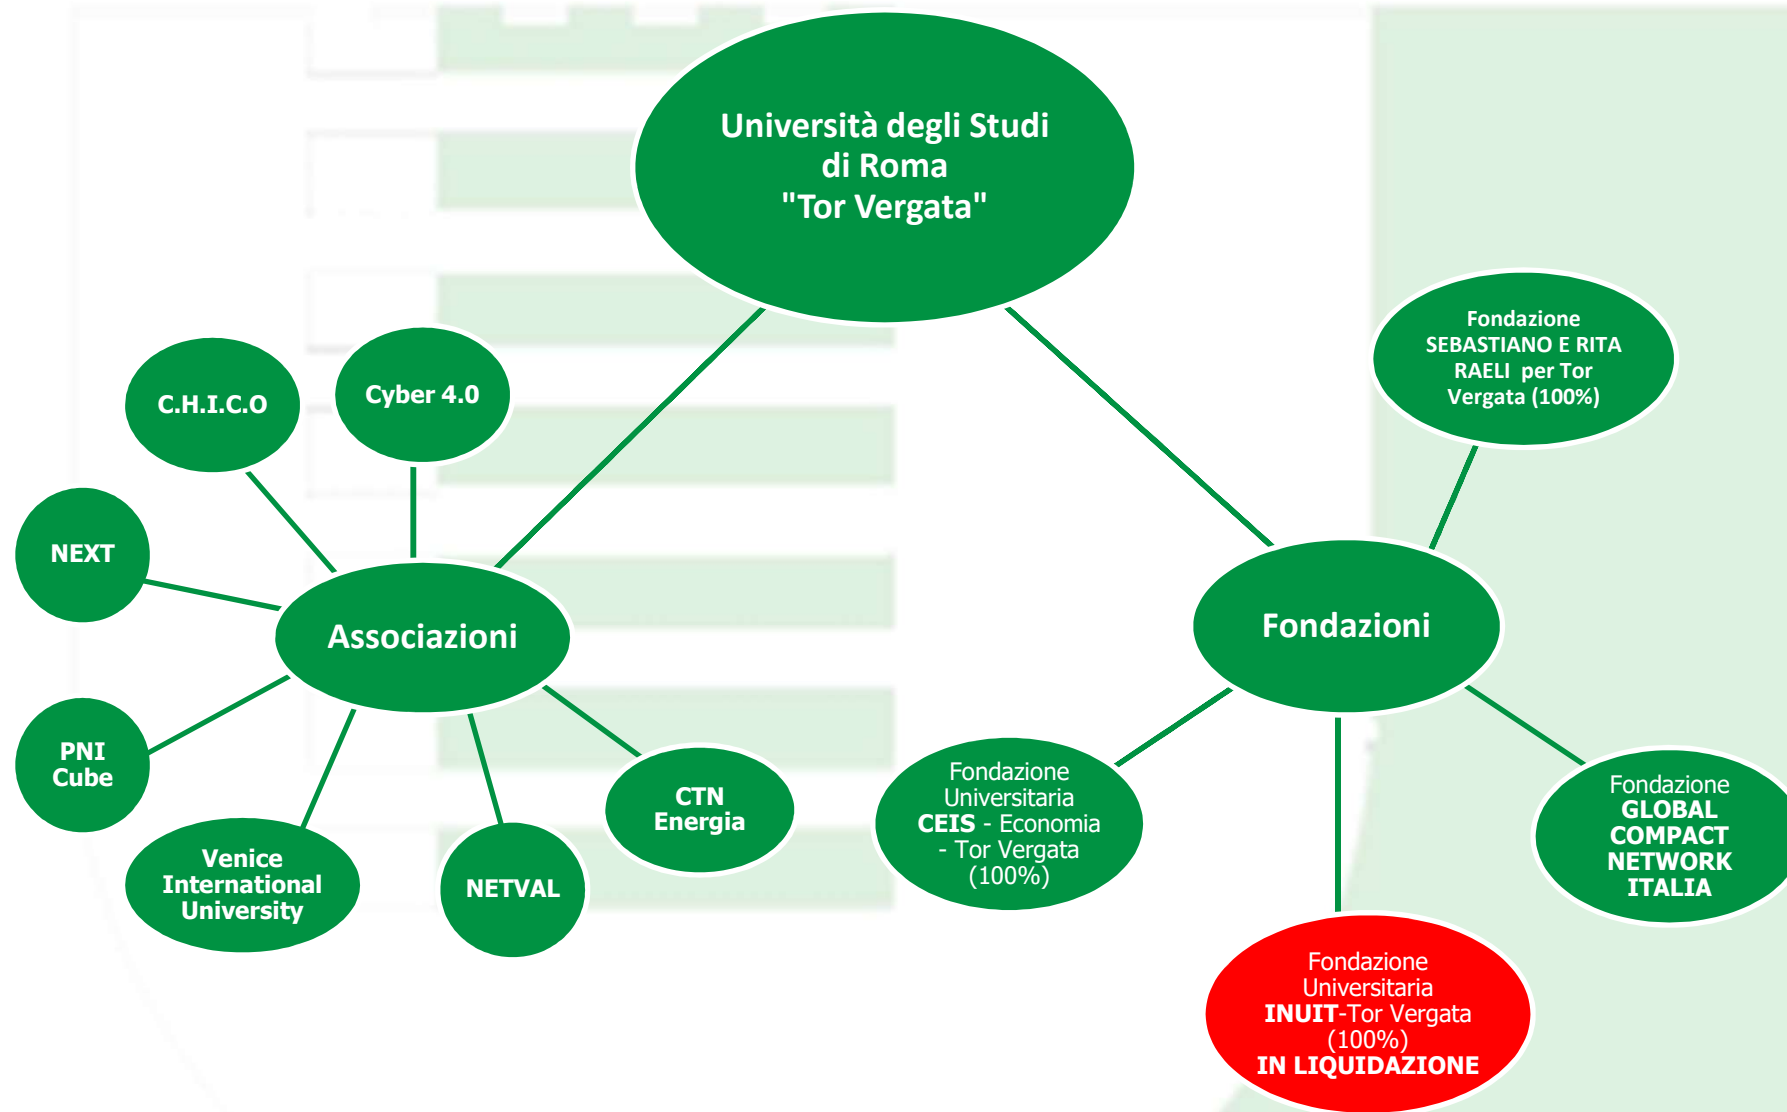 Università degli Studi
di Roma
"Tor Vergata"
Fondazione
SEBASTIANO E RITA
RAELI per Tor
Vergata (100%)
C.H.I.C.O
Cyber 4.0
NEXT
Associazioni
Fondazioni
PNI
Cube
Venice
International
University
NETVAL
CTN
Energia
Fondazione
Universitaria
CEIS - Economia
- Tor Vergata
(100%)
Fondazione
GLOBAL
COMPACT
NETWORK
ITALIA
Fondazione
Universitaria
INUIT-Tor Vergata
(100%)
IN LIQUIDAZIONE